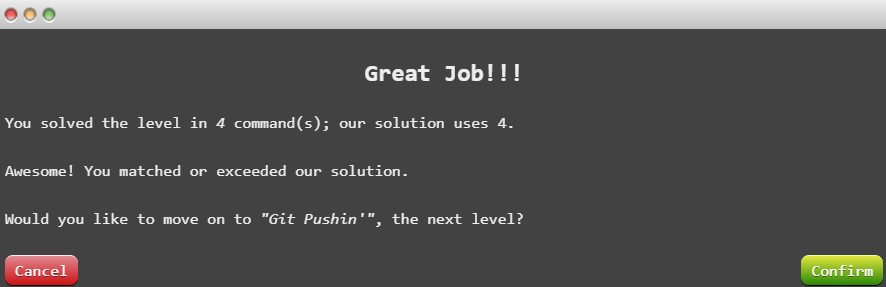 Great Job!!!
You solved the level in 4 command(s); our solution uses 4.
Awesome! You matched or exceeded our solution.
Would you like to move on to "Git Pushin'", the next level?
Cancel
Confirm